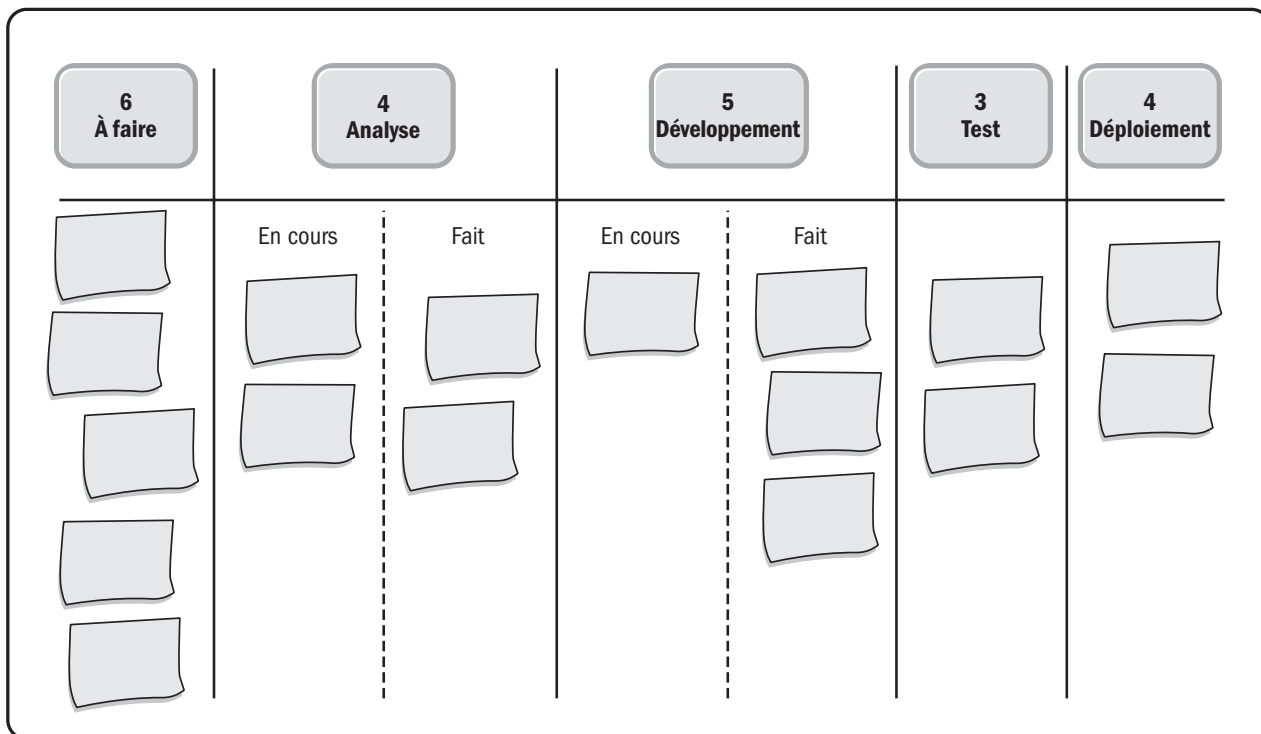 6
À faire
4
Analyse
5
Développement
3
Test
4
Déploiement
En cours
Fait
En cours
Fait